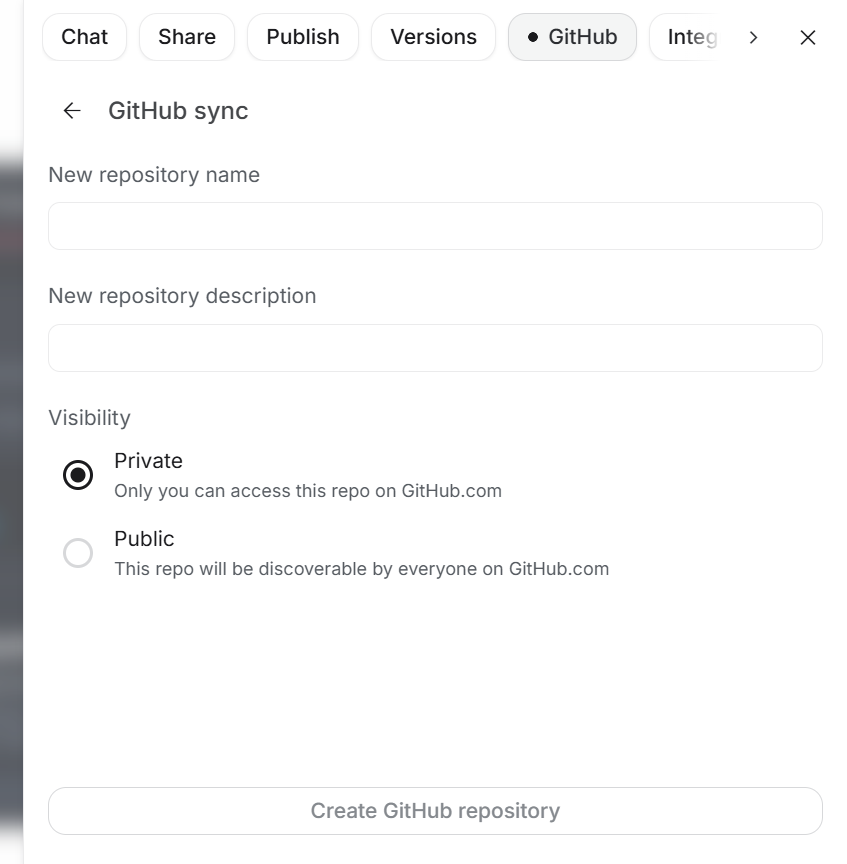 Chat Share Publish Versions GitHub
GitHub sync
New repository name
New repository description
Visibility
Private
Only you can access this repo on GitHub.com
Public
This repo will be discoverable by everyone on GitHub.com
Create GitHub repository